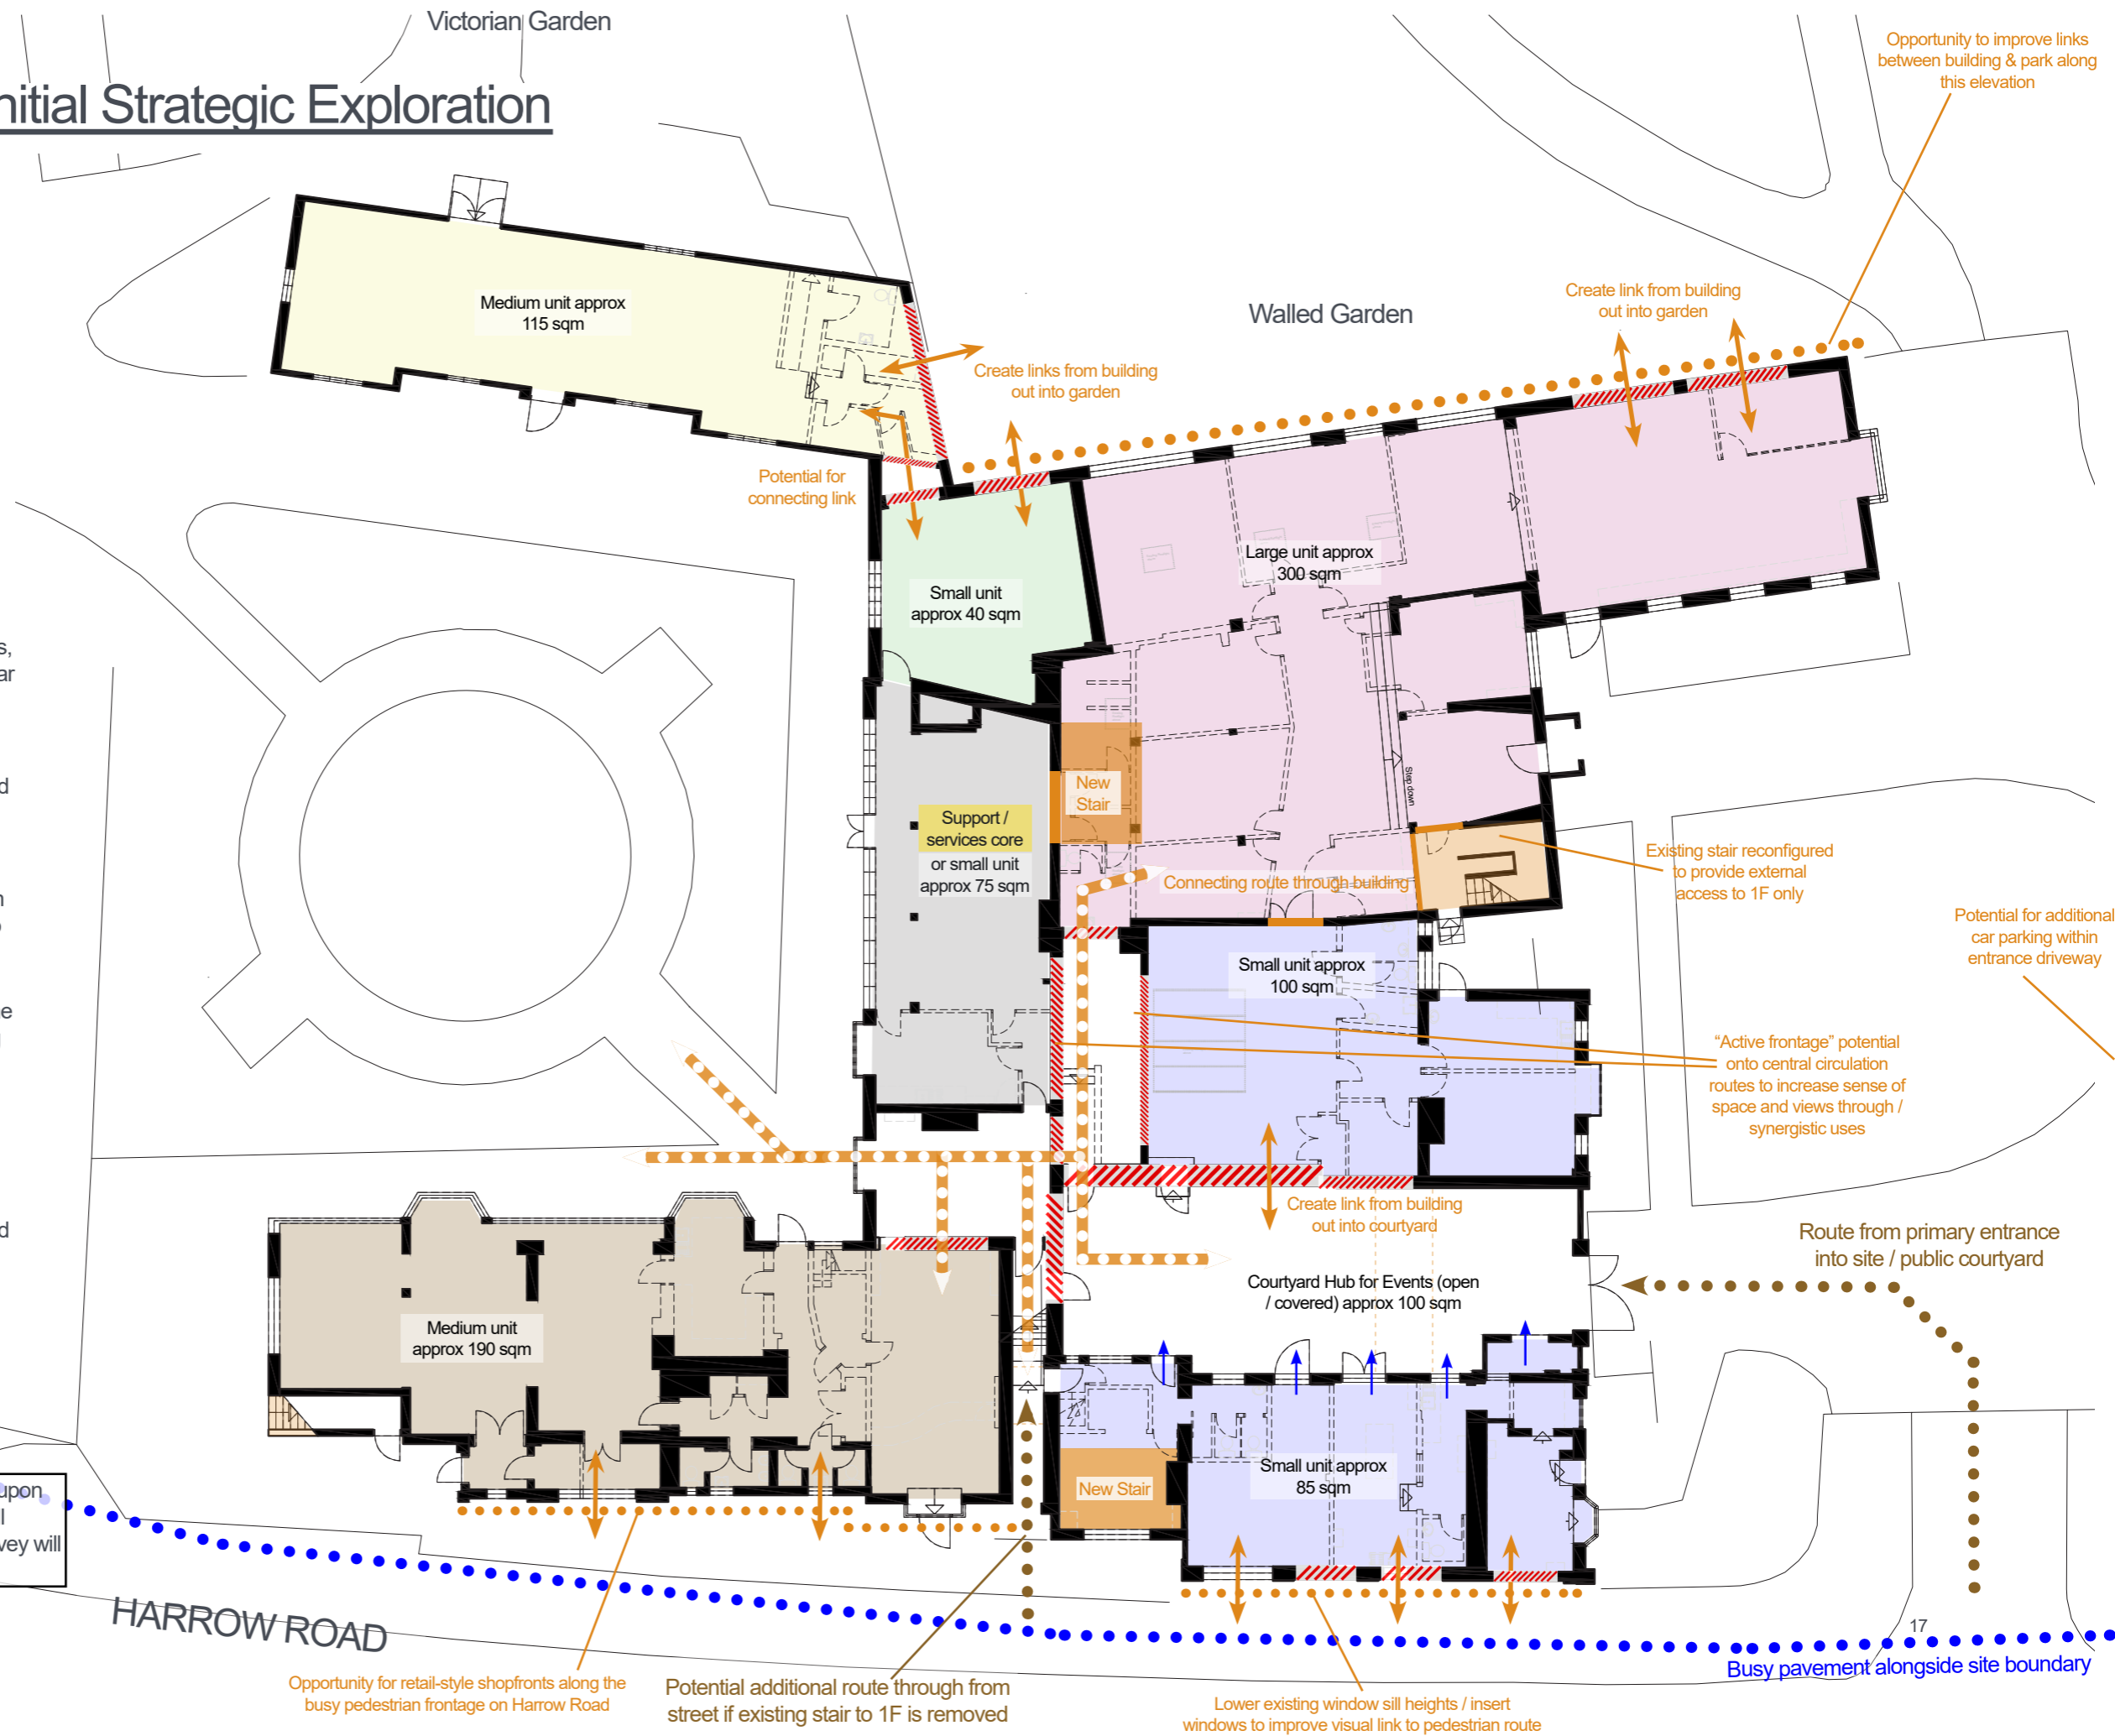 Victorian Garden
nitial Strategic Exploration
Opportunity to improve links
between building & park along
this elevation
Medium unit approx
115 sqm
Walled Garden
Create link from building
out into garden
Create links from building
out into garden
Potential for
connecting link
Large unit approx
300 sqm
Small unit
approx 40 sqm
s,
ar
d
New
Stair
Step down
Support /
services core
or small unit
approx 75 sqm
Existing stair reconfigured
to provide external
access to 1F only
Connecting route through building
Potential for additional
car parking within
entrance driveway
Small unit approx
100 sqm
ne
"Active frontage" potential
onto central circulation
routes to increase sense of
space and views through /
synergistic uses
Create link from building
out into courtyard
d
Route from primary entrance
into site / public courtyard
Courtyard Hub for Events (open
/ covered) approx 100 sqm
Medium unit
approx 190 sqm
Small unit approx
85 sqm
New Stair
upon
l
vey will
HARROW ROAD
17
Busy pavement alongside site boundary
Opportunity for retail-style shopfronts along the
busy pedestrian frontage on Harrow Road
Potential additional route through from
street if existing stair to 1F is removed
Lower existing window sill heights / insert
windows to improve visual link to pedestrian route